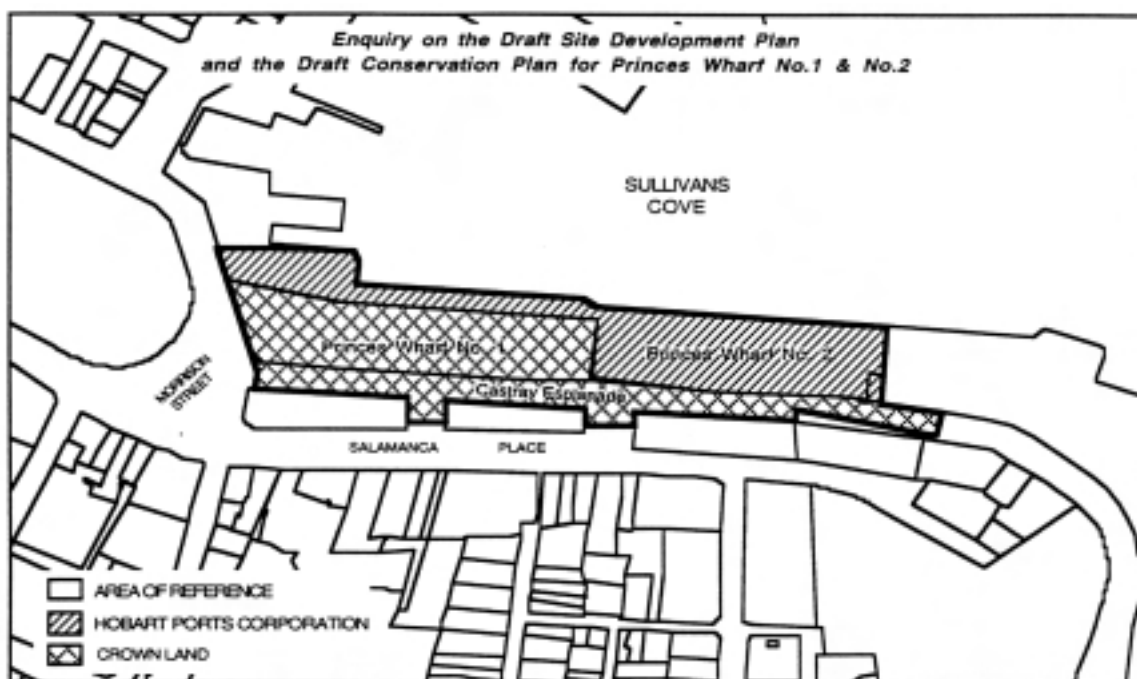 Enquiry on the Draft Site Development Plan
and the Draft Conservation Plan for Princes Wharf No.1 & No.2
SULLIVANS
COVE
Princes Wharf No. 1
Princes Wharf No. 2
Castray Esplanade
MORRISON
STREET
SALAMANCA PLACE
AREA OF REFERENCE
HOBART PORTS CORPORATION
CROWN LAND